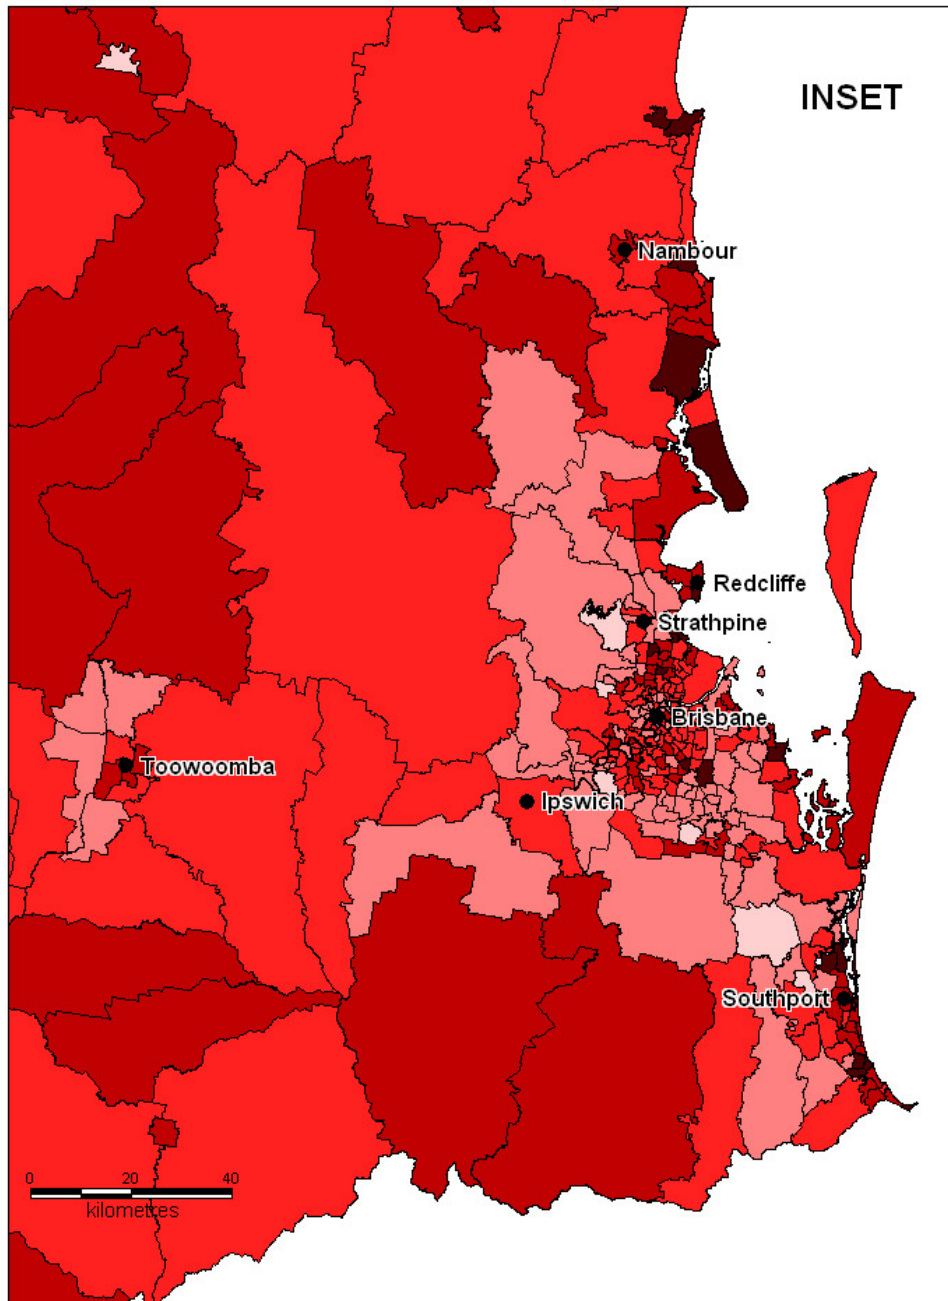 INSET
Nambour
Redcliffe
Strathpine
Brisbane
Toowoomba
Ipswich
Southport
0 20 40
kilometres